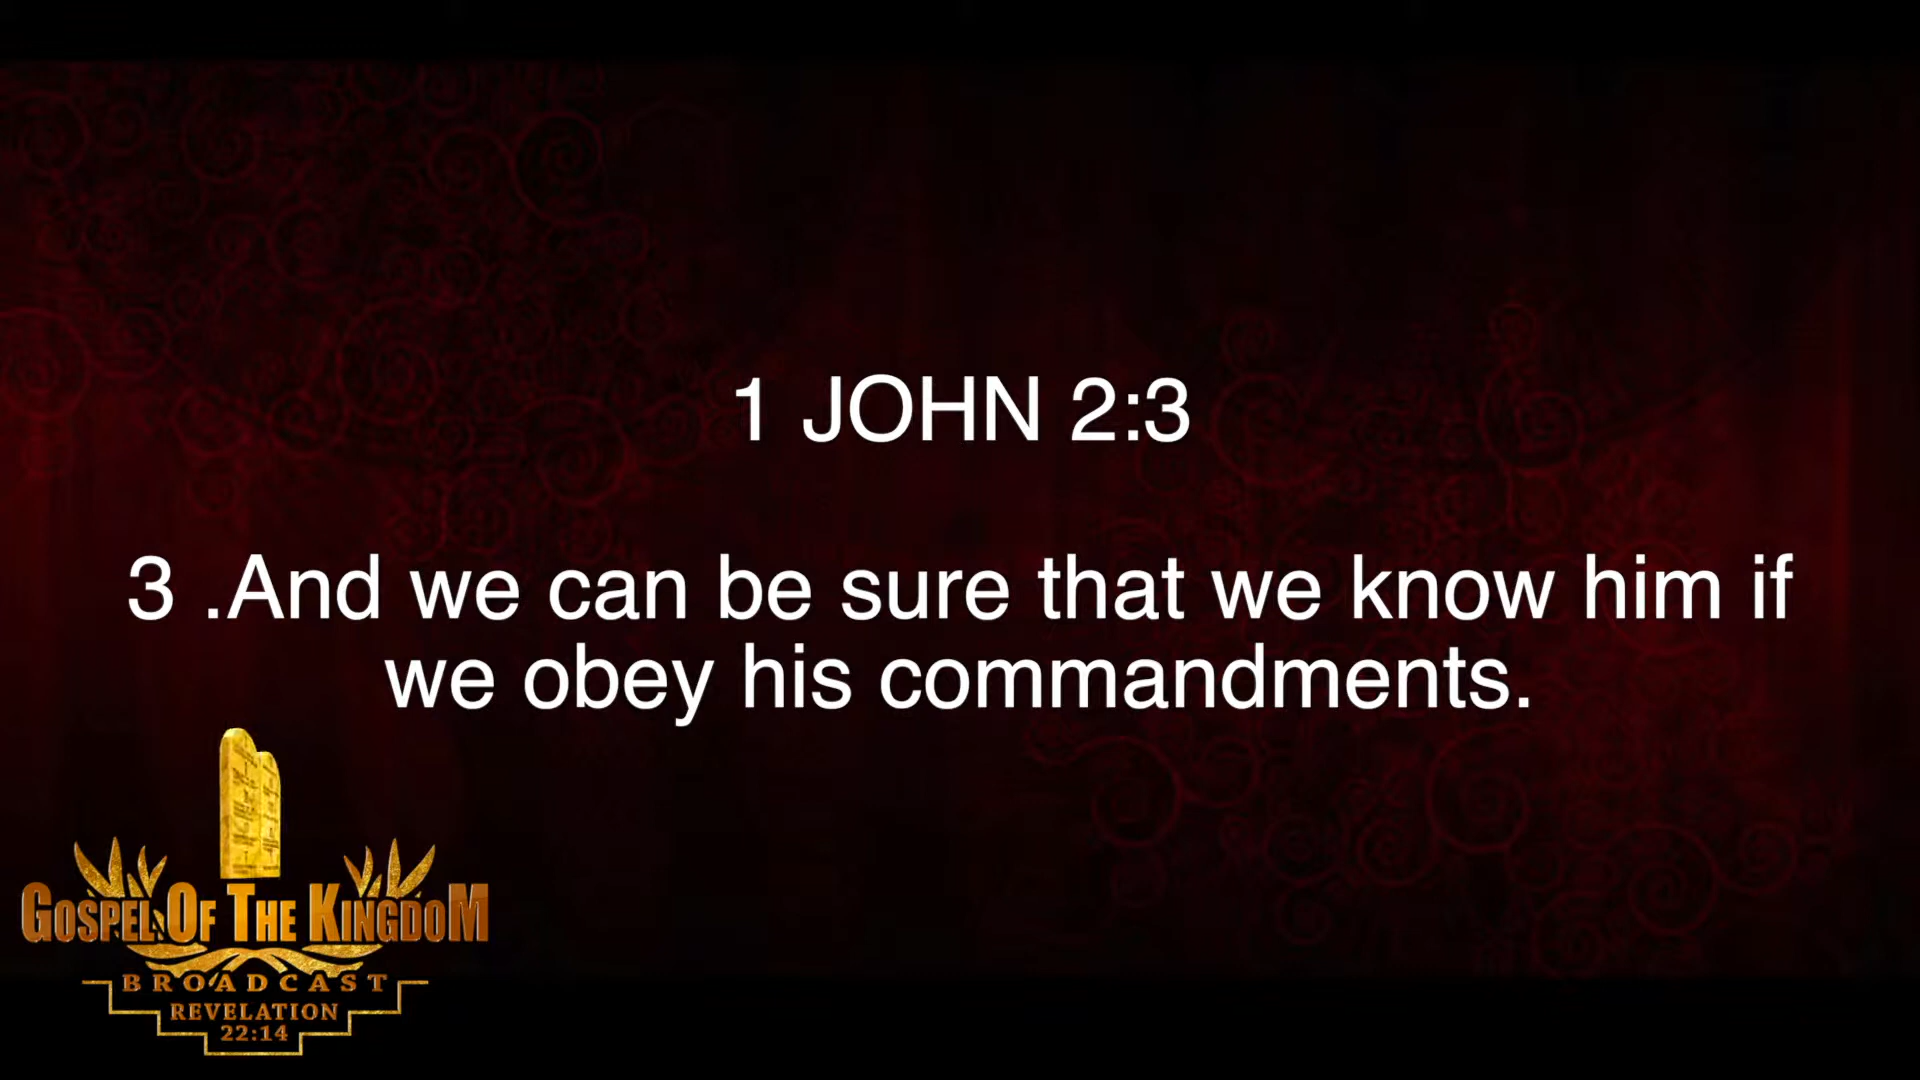 1 JOHN 2:3
3 .And we can be sure that we know him if
we obey his commandments.
GOSPEL OF THE KINGDOM
BROADCAST
REVELATION
22:14